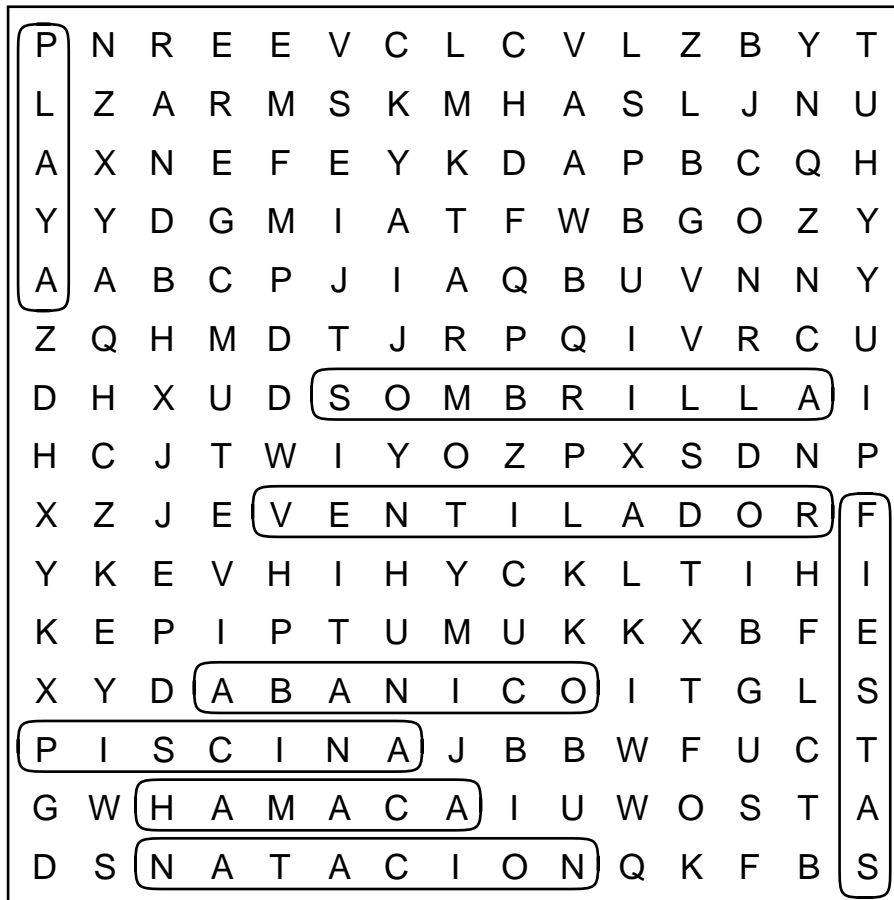 P N R E E V C L C V L Z B Y T
L Z A R M S K M H A S L J N U
A X N E F E Y K D A P B C Q H
Y Y D G M I A T F W B G O Z Y
A A B C P J I A Q B U V N N Y
Z Q H M D T J R P Q I V R C U
D H X U D S O M B R I L L A I
H C J T W I Y O Z P X S D N P
X Z J E V E N T I L A D O R F
Y K E V H I H Y C K L T I H I
K E P I P T U M U K K X B F E
X Y D A B A N I C O I T G L S
P I S C I N A J B B W F U C T
G W H A M A C A I U W O S T A
D S N A T A C I O N Q K F B S